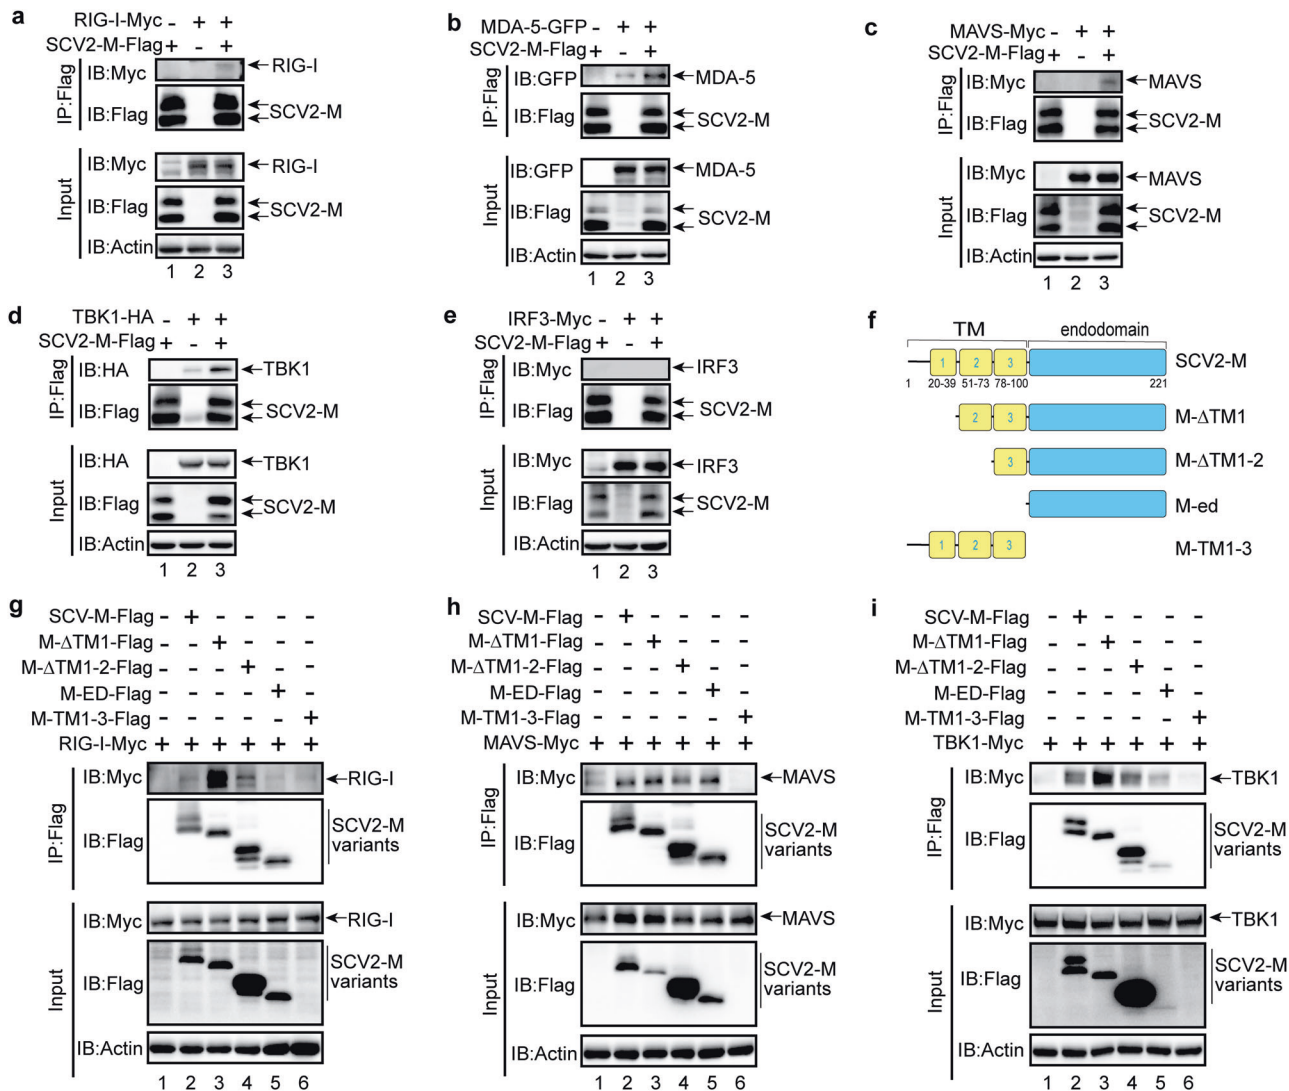 a
RIG-I-Myc - + +
SCV2-M-Flag + - +
IP:Flag
IB:Myc
RIG-I
IB:Flag
SCV2-M
Input
IB:Myc
RIG-I
IB:Flag
SCV2-M
IB:Actin
1 2 3
b
MDA-5-GFP - + +
SCV2-M-Flag + - +
IP:Flag
IB:GFP
MDA-5
IB:Flag
SCV2-M
Input
IB:GFP
MDA-5
IB:Flag
SCV2-M
IB:Actin
1 2 3
c
MAVS-Myc - + +
SCV2-M-Flag + - +
IP:Flag
IB:Myc
MAVS
IB:Flag
SCV2-M
Input
IB:Myc
MAVS
IB:Flag
SCV2-M
IB:Actin
1 2 3
d
TBK1-HA - + +
SCV2-M-Flag + - +
IP:Flag
IB:HA
TBK1
IB:Flag
SCV2-M
Input
IB:HA
TBK1
IB:Flag
SCV2-M
IB:Actin
1 2 3
e
IRF3-Myc - + +
SCV2-M-Flag + - +
IP:Flag
IB:Myc
IRF3
IB:Flag
SCV2-M
Input
IB:Myc
IRF3
IB:Flag
SCV2-M
IB:Actin
1 2 3
f
TM endodomain
1 2 3 SCV2-M
1 20-39 51-73 78-100 221
2 3 M-ΔTM1
3 M-ΔTM1-2
M-ed
1 2 3 M-TM1-3
g
SCV-M-Flag - + - - - -
M-ΔTM1-Flag - - + - - -
M-ΔTM1-2-Flag - - - + - -
M-ED-Flag - - - - + -
M-TM1-3-Flag - - - - - +
RIG-I-Myc + + + + + +
IP:Flag
IB:Myc
RIG-I
IB:Flag
SCV2-M
variants
Input
IB:Myc
RIG-I
IB:Flag
SCV2-M
variants
IB:Actin
1 2 3 4 5 6
h
SCV-M-Flag - + - - - -
M-ΔTM1-Flag - - + - - -
M-ΔTM1-2-Flag - - - + - -
M-ED-Flag - - - - + -
M-TM1-3-Flag - - - - - +
MAVS-Myc + + + + + +
IP:Flag
IB:Myc
MAVS
IB:Flag
SCV2-M
variants
Input
IB:Myc
MAVS
IB:Flag
SCV2-M
variants
IB:Actin
1 2 3 4 5 6
i
SCV-M-Flag - + - - - -
M-ΔTM1-Flag - - + - - -
M-ΔTM1-2-Flag - - - + - -
M-ED-Flag - - - - + -
M-TM1-3-Flag - - - - - +
TBK1-Myc + + + + + +
IP:Flag
IB:Myc
TBK1
IB:Flag
SCV2-M
variants
Input
IB:Myc
TBK1
IB:Flag
SCV2-M
variants
IB:Actin
1 2 3 4 5 6